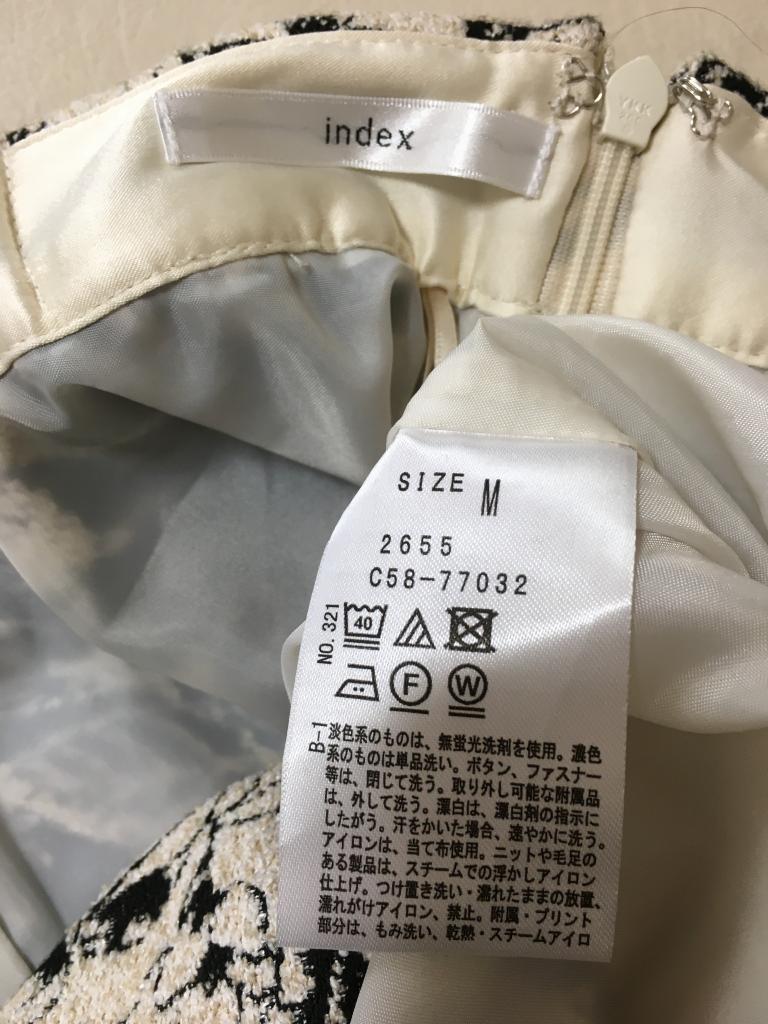 index
YKK
SIZE M
2655
C58-77032
NO. 321
40
F
W
B-1
淡色系のものは、無蛍光洗剤を使用。濃色
系のものは単品洗い。ボタン、ファスナー
等は、閉じて洗う。取り外し可能な附属品
は、外して洗う。漂白は、漂白剤の指示に
したがう。汗をかいた場合、速やかに洗う。
アイロンは、当て布使用。ニットや毛足の
ある製品は、スチームでの浮かしアイロン
仕上げ。つけ置き洗い・濡れたままの放置、
濡れがけアイロン、禁止。附属・プリント
部分は、もみ洗い、乾熱・スチームアイロ